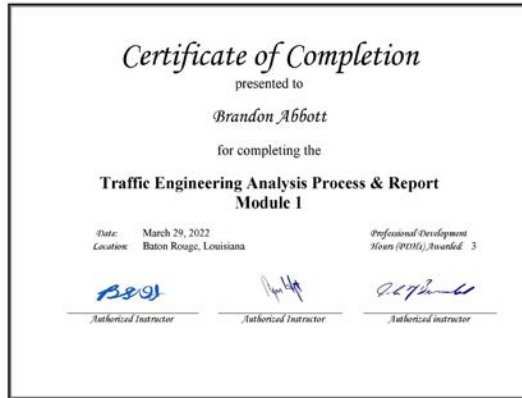 Certificate of Completion
presented to
Brandon Abbott
for completing the
Traffic Engineering Analysis Process & Report
Module 1
Date: March 29, 2022
Location: Baton Rouge, Louisiana
Professional Development
Hours (PDHs) Awarded: 3
Authorized Instructor
Authorized Instructor
Authorized instructor